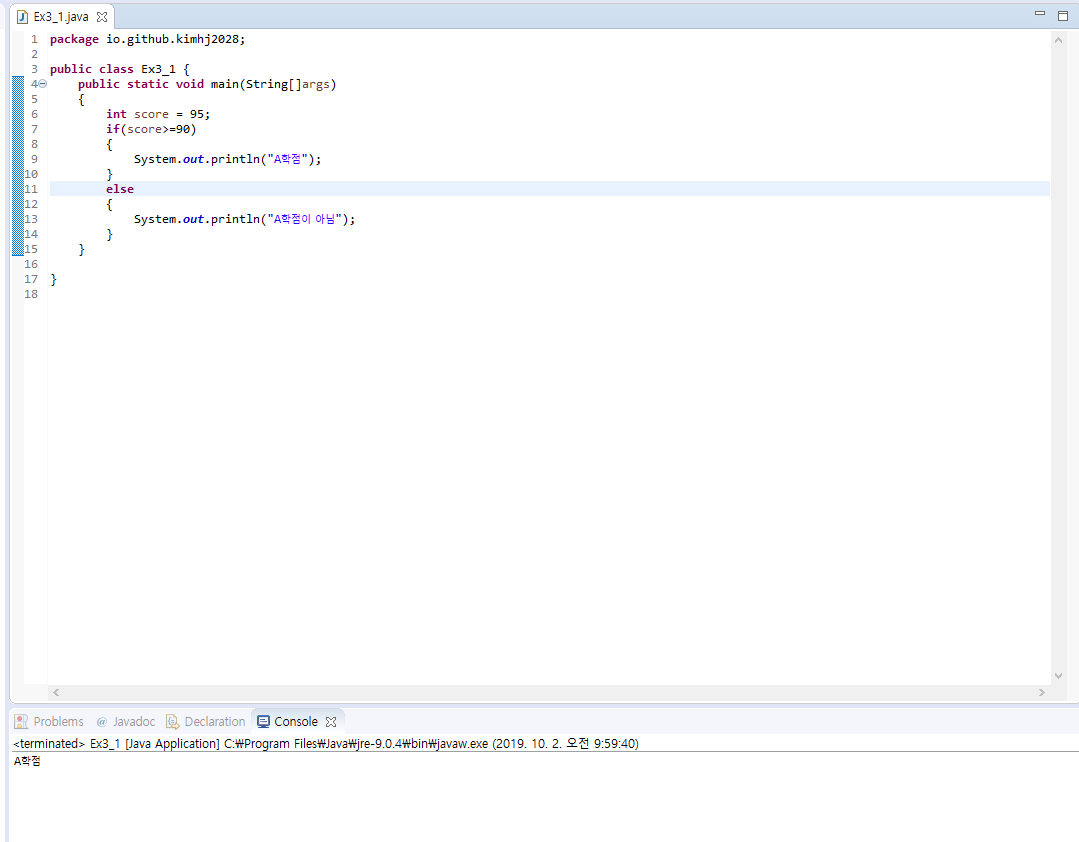 Ex3_1.java
1 package io.github.kimhj2028;
2
3 public class Ex3_1 {
4 public static void main(String[]args)
5 {
6 int score = 95;
7 if(score>=90)
8 {
9 System.out.println("A학점");
10 }
11 else
12 {
13 System.out.println("A학점이 아님");
14 }
15 }
16
17 }
18
Problems @ Javadoc Declaration Console
<terminated> Ex3_1 [Java Application] C:₩Program Files₩Java₩jre-9.0.4₩bin₩javaw.exe (2019. 10. 2. 오전 9:59:40)
A학점